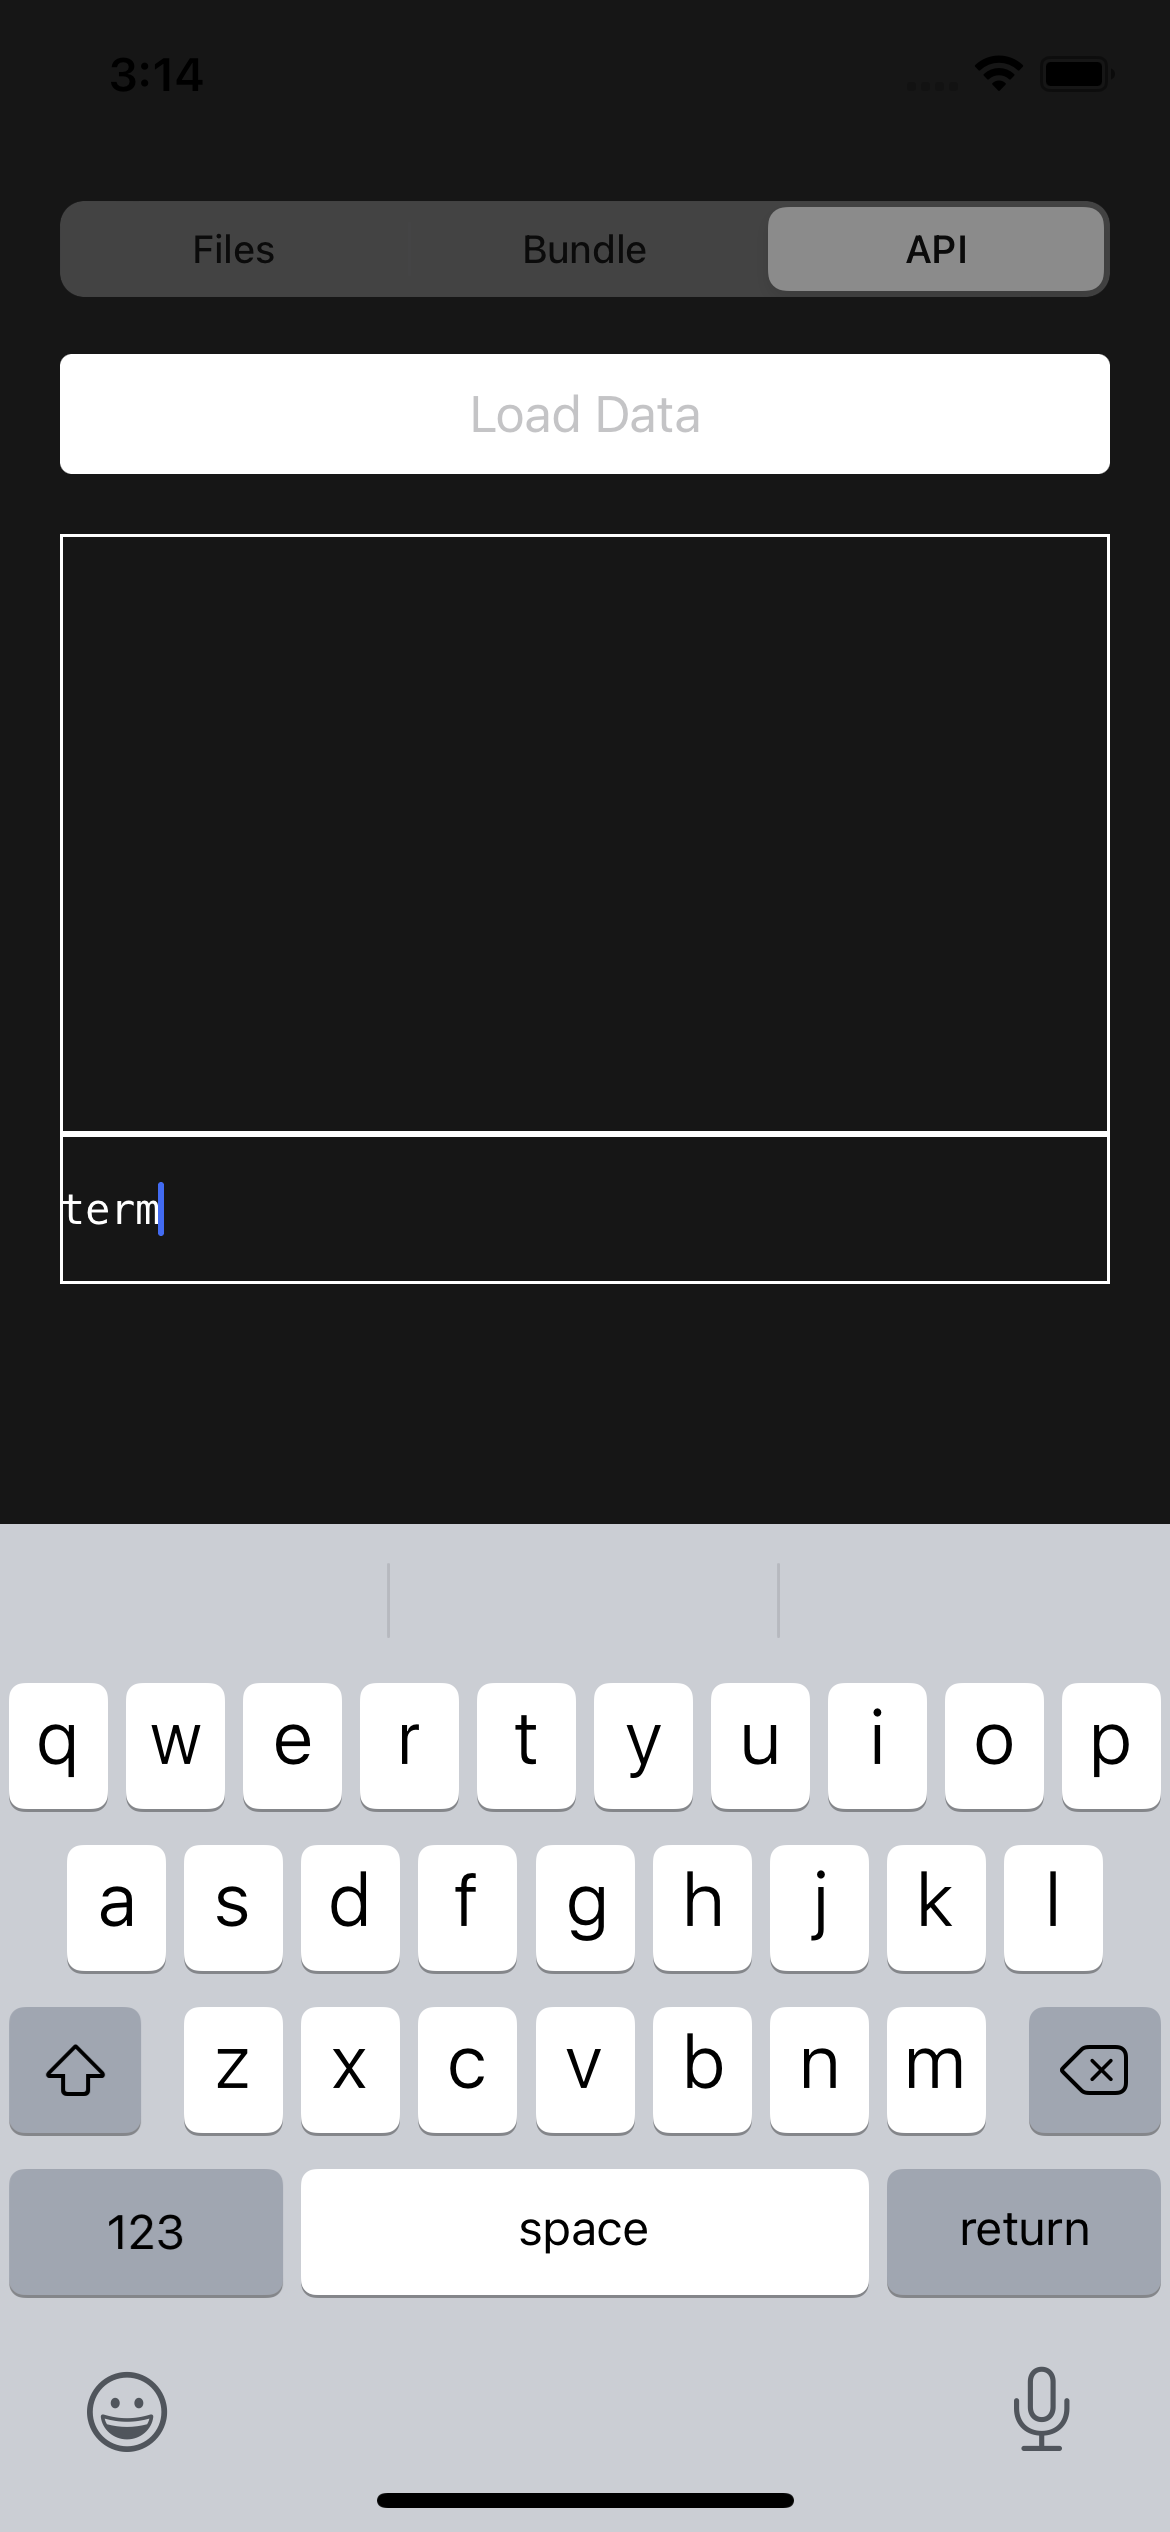 3:14
Files Bundle API
Load Data
term
q w e r t y u i o p
a s d f g h j k l
z x c v b n m
123 space return